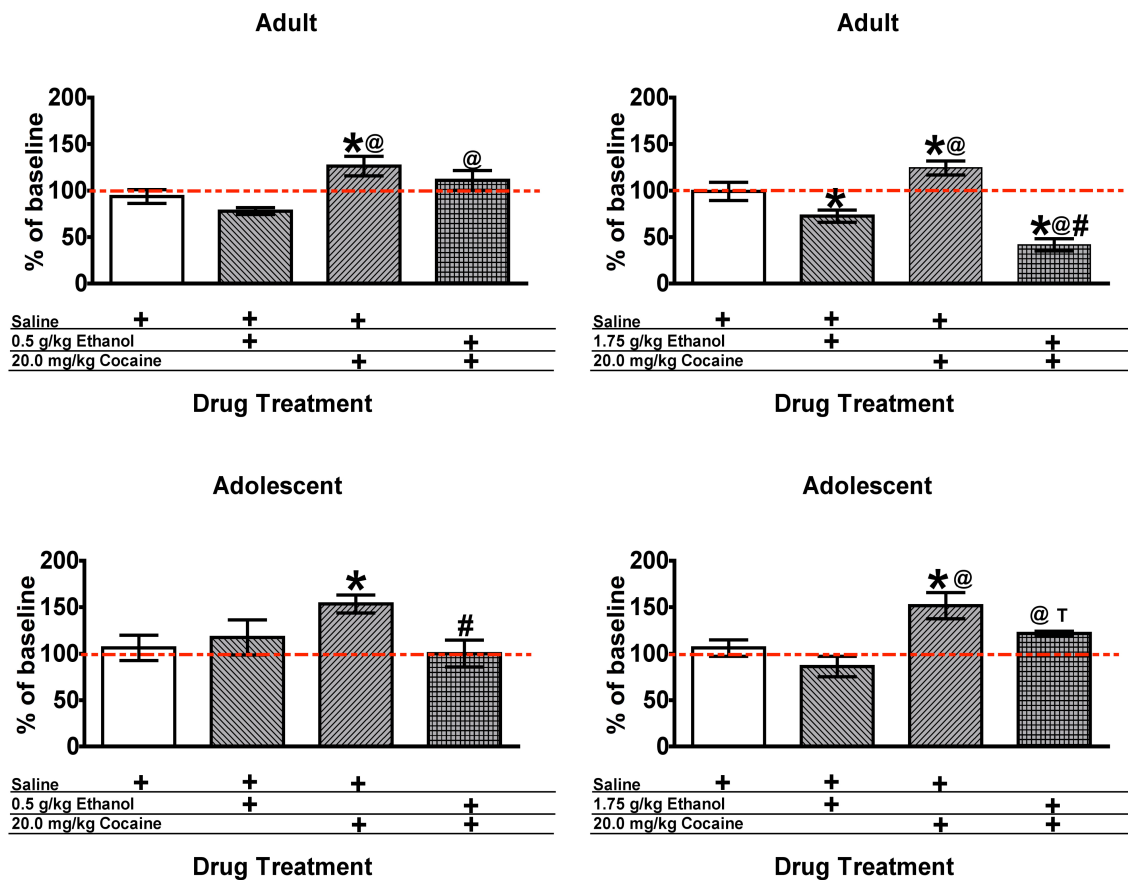 Adult
% of baseline
200
150
100
50
0
*@
@
Saline + + +
0.5 g/kg Ethanol + +
20.0 mg/kg Cocaine + +
Drug Treatment
Adult
% of baseline
200
150
100
50
0
*
*@
*@#
Saline + + +
1.75 g/kg Ethanol + +
20.0 mg/kg Cocaine + +
Drug Treatment
Adolescent
% of baseline
200
150
100
50
0
*
#
Saline + + +
0.5 g/kg Ethanol + +
20.0 mg/kg Cocaine + +
Drug Treatment
Adolescent
% of baseline
200
150
100
50
0
* @
@ T
Saline + + +
1.75 g/kg Ethanol + +
20.0 mg/kg Cocaine + +
Drug Treatment